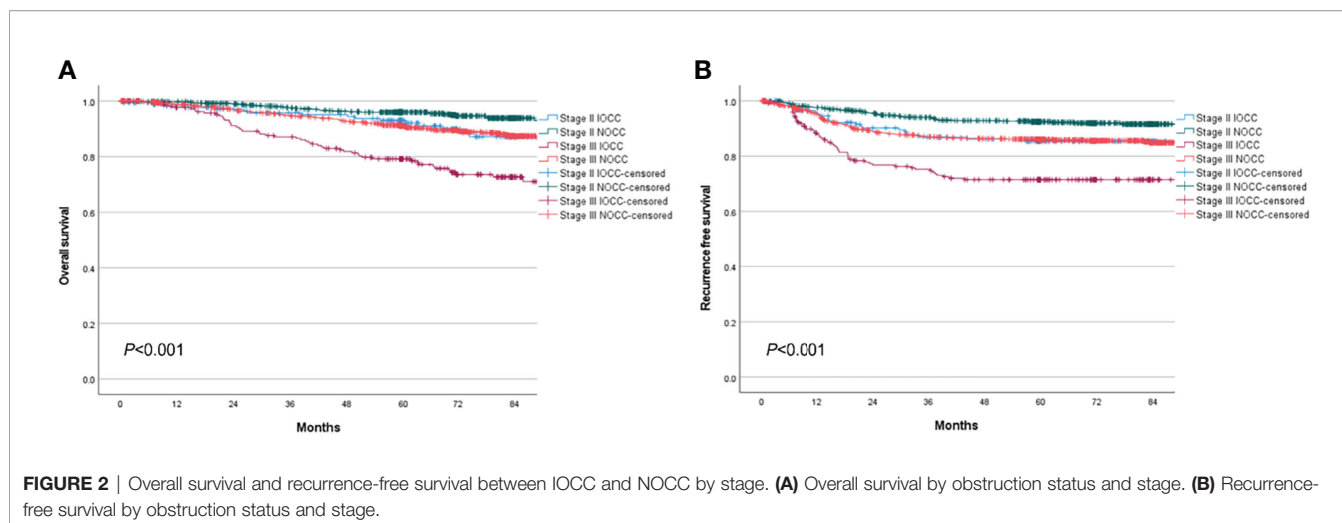 A
1.0
0.8
0.6
0.4
0.2
0.0
Overall survival
P<0.001
0 12 24 36 48 60 72 84
Months
Stage II IOCC
Stage II NOCC
Stage III IOCC
Stage III NOCC
Stage II IOCC-censored
Stage II NOCC-censored
Stage III IOCC-censored
Stage III NOCC-censored
B
1.0
0.8
0.6
0.4
0.2
0.0
Recurrence free survival
P<0.001
0 12 24 36 48 60 72 84
Months
Stage II IOCC
Stage II NOCC
Stage III IOCC
Stage III NOCC
Stage II IOCC-censored
Stage II NOCC-censored
Stage III IOCC-censored
Stage III NOCC-censored
FIGURE 2 | Overall survival and recurrence-free survival between IOCC and NOCC by stage. (A) Overall survival by obstruction status and stage. (B) Recurrence-
free survival by obstruction status and stage.